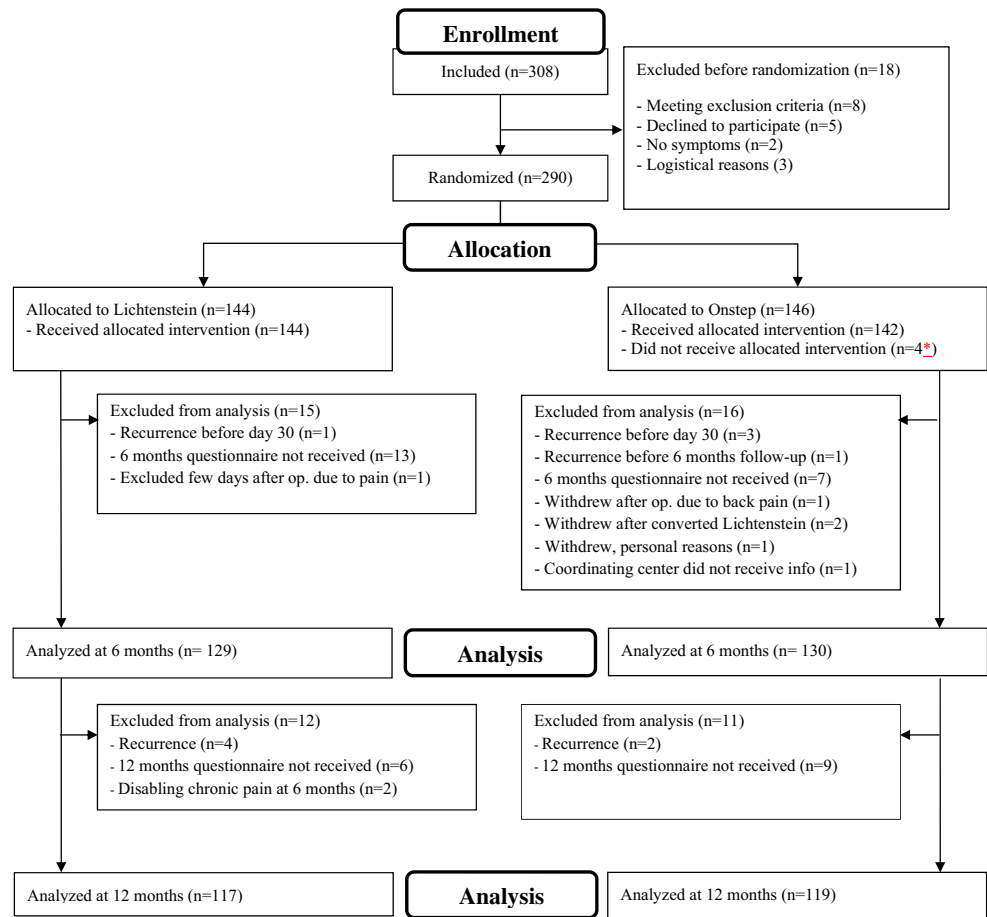 Enrollment
Included (n=308)
Excluded before randomization (n=18)
- Meeting exclusion criteria (n=8)
- Declined to participate (n=5)
- No symptoms (n=2)
- Logistical reasons (3)
Randomized (n=290)
Allocation
Allocated to Lichtenstein (n=144)
- Received allocated intervention (n=144)
Allocated to Onstep (n=146)
- Received allocated intervention (n=142)
- Did not receive allocated intervention (n=4*)
Excluded from analysis (n=15)
- Recurrence before day 30 (n=1)
- 6 months questionnaire not received (n=13)
- Excluded few days after op. due to pain (n=1)
Excluded from analysis (n=16)
- Recurrence before day 30 (n=3)
- Recurrence before 6 months follow-up (n=1)
- 6 months questionnaire not received (n=7)
- Withdrew after op. due to back pain (n=1)
- Withdrew after converted Lichtenstein (n=2)
- Withdrew, personal reasons (n=1)
- Coordinating center did not receive info (n=1)
Analyzed at 6 months (n= 129)
Analysis
Analyzed at 6 months (n= 130)
Excluded from analysis (n=12)
- Recurrence (n=4)
- 12 months questionnaire not received (n=6)
- Disabling chronic pain at 6 months (n=2)
Excluded from analysis (n=11)
- Recurrence (n=2)
- 12 months questionnaire not received (n=9)
Analyzed at 12 months (n=117)
Analysis
Analyzed at 12 months (n=119)